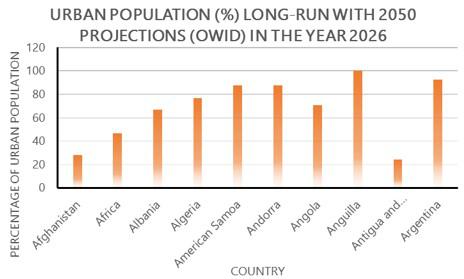 URBAN POPULATION (%) LONG-RUN WITH 2050
PROJECTIONS (OWID) IN THE YEAR 2026
PERCENTAGE OF URBAN POPULATION
120
100
80
60
40
20
0
Afghanistan
Africa
Albania
Algeria
American Samoa
Andorra
Angola
Anguilla
Antigua and...
Argentina
COUNTRY